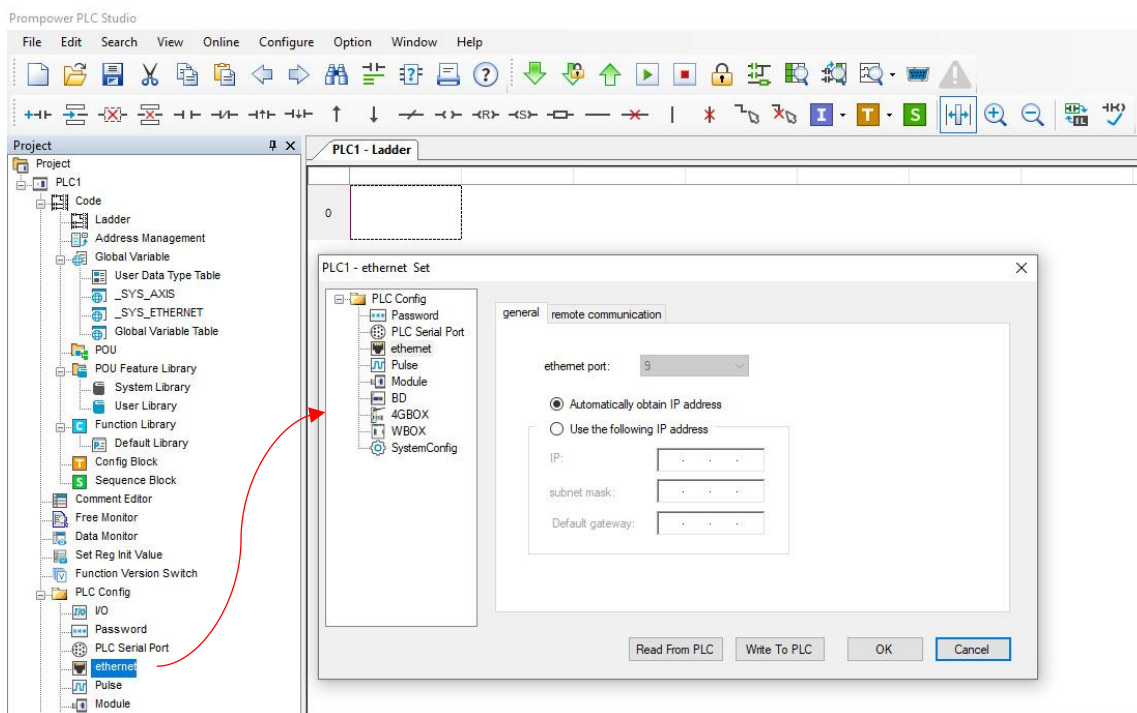 Prompower PLC Studio
File Edit Search View Online Configure Option Window Help
Project
PLC1 - Ladder
Project
PLC1
Code
Ladder
Address Management
Global Variable
User Data Type Table
_SYS_AXIS
_SYS_ETHERNET
Global Variable Table
POU
POU Feature Library
System Library
User Library
Function Library
Default Library
Config Block
Sequence Block
Comment Editor
Free Monitor
Data Monitor
Set Reg Init Value
Function Version Switch
PLC Config
I/O
Password
PLC Serial Port
ethernet
Pulse
Module
0
PLC1 - ethernet Set
PLC Config
Password
PLC Serial Port
ethernet
Pulse
Module
BD
4GBOX
WBOX
SystemConfig
general remote communication
ethernet port: 9
Automatically obtain IP address
Use the following IP address
IP: . . .
subnet mask: . . .
Default gateway: . . .
Read From PLC Write To PLC OK Cancel